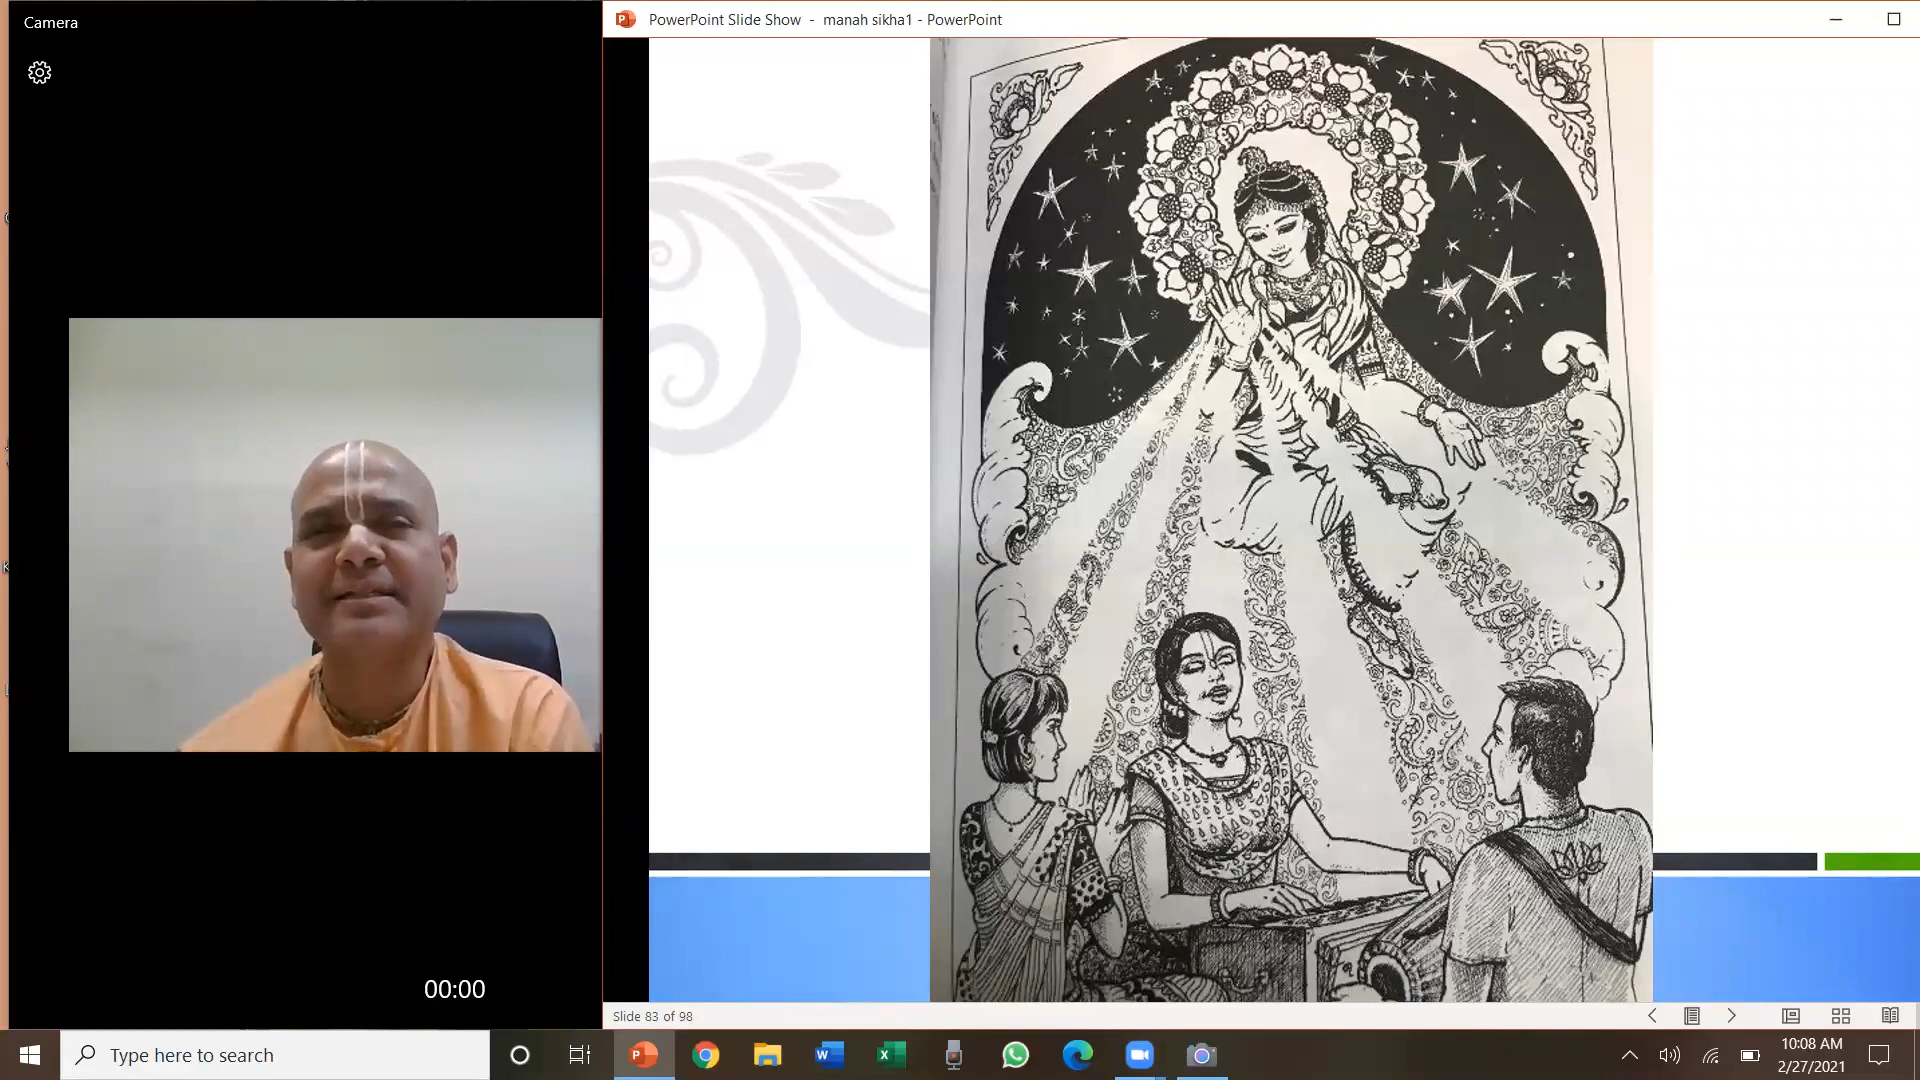 Camera
PowerPoint Slide Show - manah sikha1 - PowerPoint
00:00
Slide 83 of 98
Type here to search
10:08 AM
2/27/2021